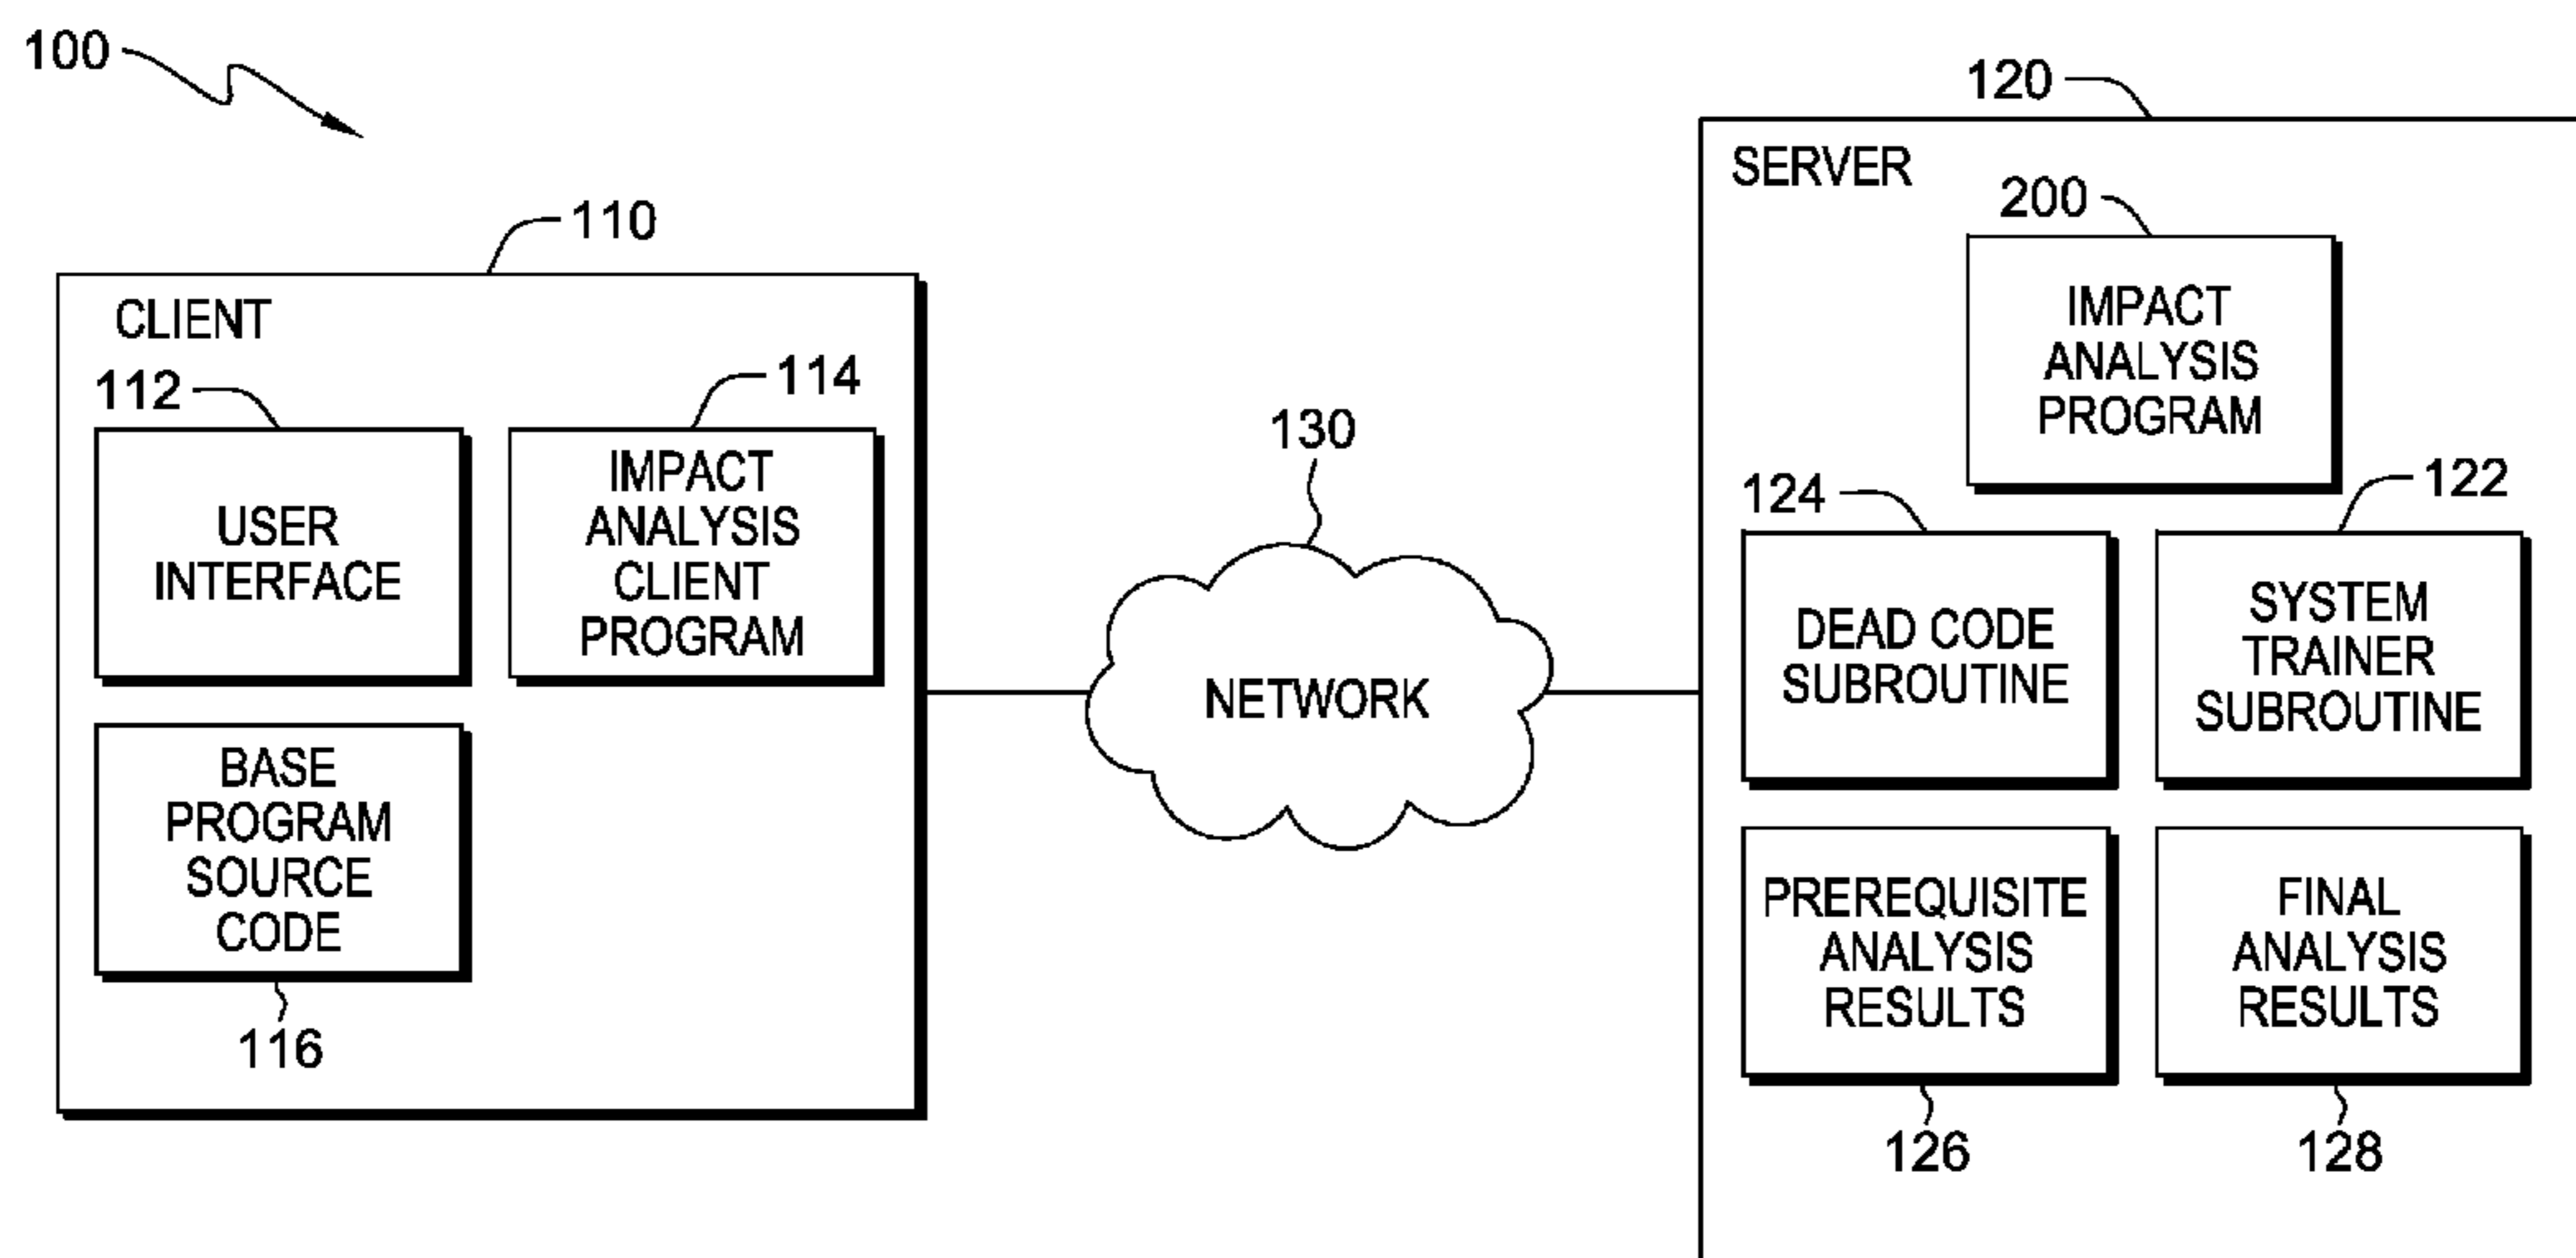 100
110
CLIENT
112
114
USER
INTERFACE
IMPACT
ANALYSIS
CLIENT
PROGRAM
BASE
PROGRAM
SOURCE
CODE
116
130
NETWORK
120
SERVER
200
IMPACT
ANALYSIS
PROGRAM
124
122
DEAD CODE
SUBROUTINE
SYSTEM
TRAINER
SUBROUTINE
PREREQUISITE
ANALYSIS
RESULTS
FINAL
ANALYSIS
RESULTS
126
128